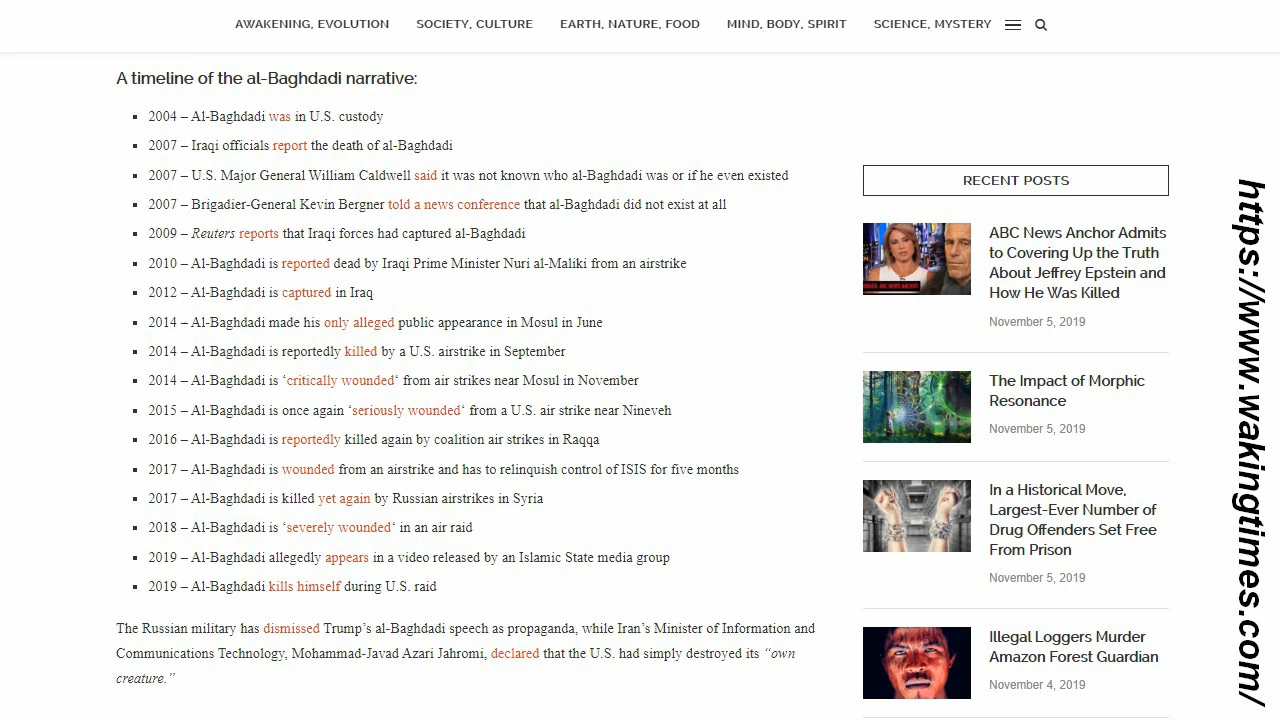 AWAKENING, EVOLUTION SOCIETY, CULTURE EARTH, NATURE, FOOD MIND, BODY, SPIRIT SCIENCE, MYSTERY
A timeline of the al-Baghdadi narrative:
2004 – Al-Baghdadi was in U.S. custody
2007 – Iraqi officials report the death of al-Baghdadi
2007 – U.S. Major General William Caldwell said it was not known who al-Baghdadi was or if he even existed
2007 – Brigadier-General Kevin Bergner told a news conference that al-Baghdadi did not exist at all
2009 – Reuters reports that Iraqi forces had captured al-Baghdadi
2010 – Al-Baghdadi is reported dead by Iraqi Prime Minister Nuri al-Maliki from an airstrike
2012 – Al-Baghdadi is captured in Iraq
2014 – Al-Baghdadi made his only alleged public appearance in Mosul in June
2014 – Al-Baghdadi is reportedly killed by a U.S. airstrike in September
2014 – Al-Baghdadi is ‘critically wounded‘ from air strikes near Mosul in November
2015 – Al-Baghdadi is once again ‘seriously wounded‘ from a U.S. air strike near Nineveh
2016 – Al-Baghdadi is reportedly killed again by coalition air strikes in Raqqa
2017 – Al-Baghdadi is wounded from an airstrike and has to relinquish control of ISIS for five months
2017 – Al-Baghdadi is killed yet again by Russian airstrikes in Syria
2018 – Al-Baghdadi is ‘severely wounded‘ in an air raid
2019 – Al-Baghdadi allegedly appears in a video released by an Islamic State media group
2019 – Al-Baghdadi kills himself during U.S. raid
The Russian military has dismissed Trump’s al-Baghdadi speech as propaganda, while Iran’s Minister of Information and
Communications Technology, Mohammad-Javad Azari Jahromi, declared that the U.S. had simply destroyed its “own
creature.”
RECENT POSTS
ABC News Anchor Admits
to Covering Up the Truth
About Jeffrey Epstein and
How He Was Killed
November 5, 2019
The Impact of Morphic
Resonance
November 5, 2019
In a Historical Move,
Largest-Ever Number of
Drug Offenders Set Free
From Prison
November 5, 2019
Illegal Loggers Murder
Amazon Forest Guardian
November 4, 2019
https://www.wakingtimes.com/